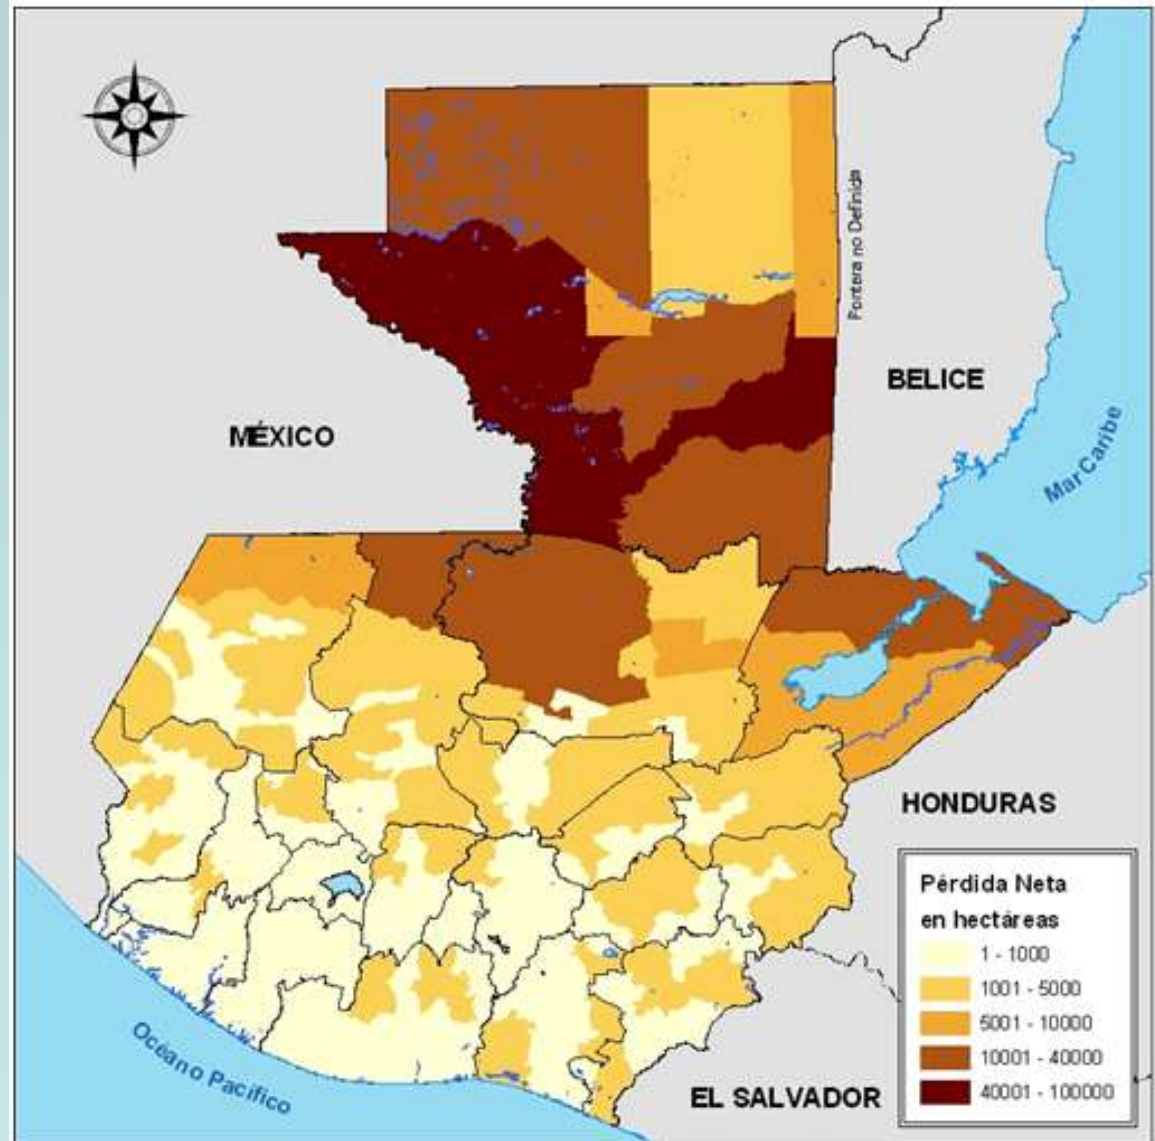 Fontera no Definida
BELICE
MÉXICO
Mar Caribe
HONDURAS
Pérdida Neta
en hectáreas
1 - 1000
1001 - 5000
5001 - 10000
10001 - 40000
40001 - 100000
Océano Pacífico
EL SALVADOR